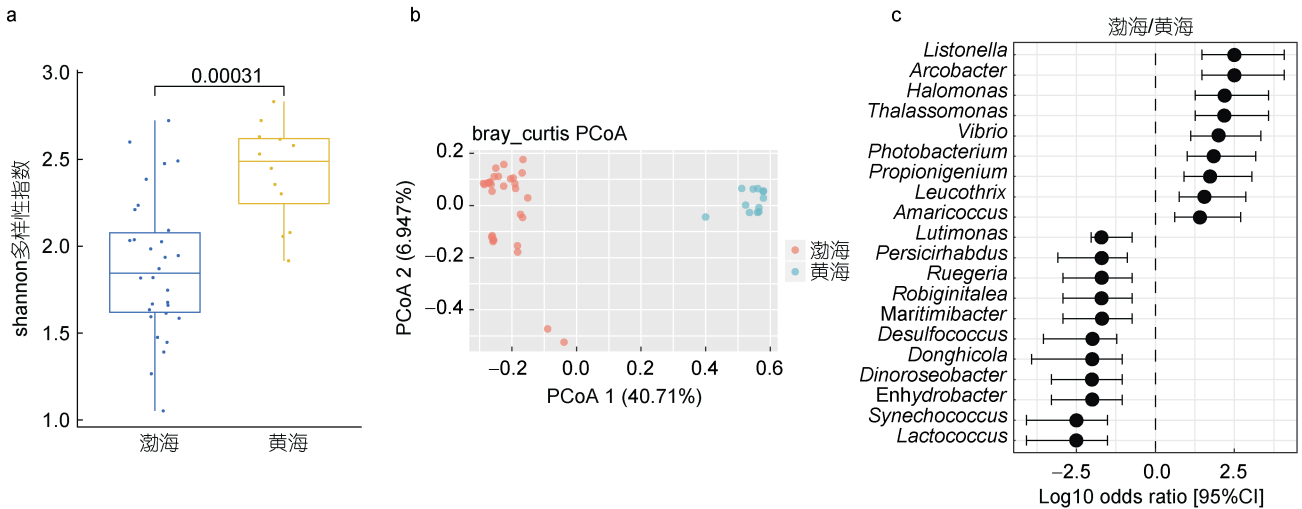 a
0.00031
3.0
2.5
2.0
1.5
1.0
shannon多样性指数
渤海
黄海
b
bray_curtis PCoA
0.2
0.0
−0.2
−0.4
PCoA 2 (6.947%)
−0.2
0.0
0.2
0.4
0.6
PCoA 1 (40.71%)
渤海
黄海
c
渤海/黄海
Listonella
Arcobacter
Halomonas
Thalassomonas
Vibrio
Photobacterium
Propionigenium
Leucothrix
Amaricoccus
Lutimonas
Persicirhabdus
Ruegeria
Robiginitalea
Maritimibacter
Desulfococcus
Donghicola
Dinoroseobacter
Enhydrobacter
Synechococcus
Lactococcus
−2.5
0.0
2.5
Log10 odds ratio [95%CI]